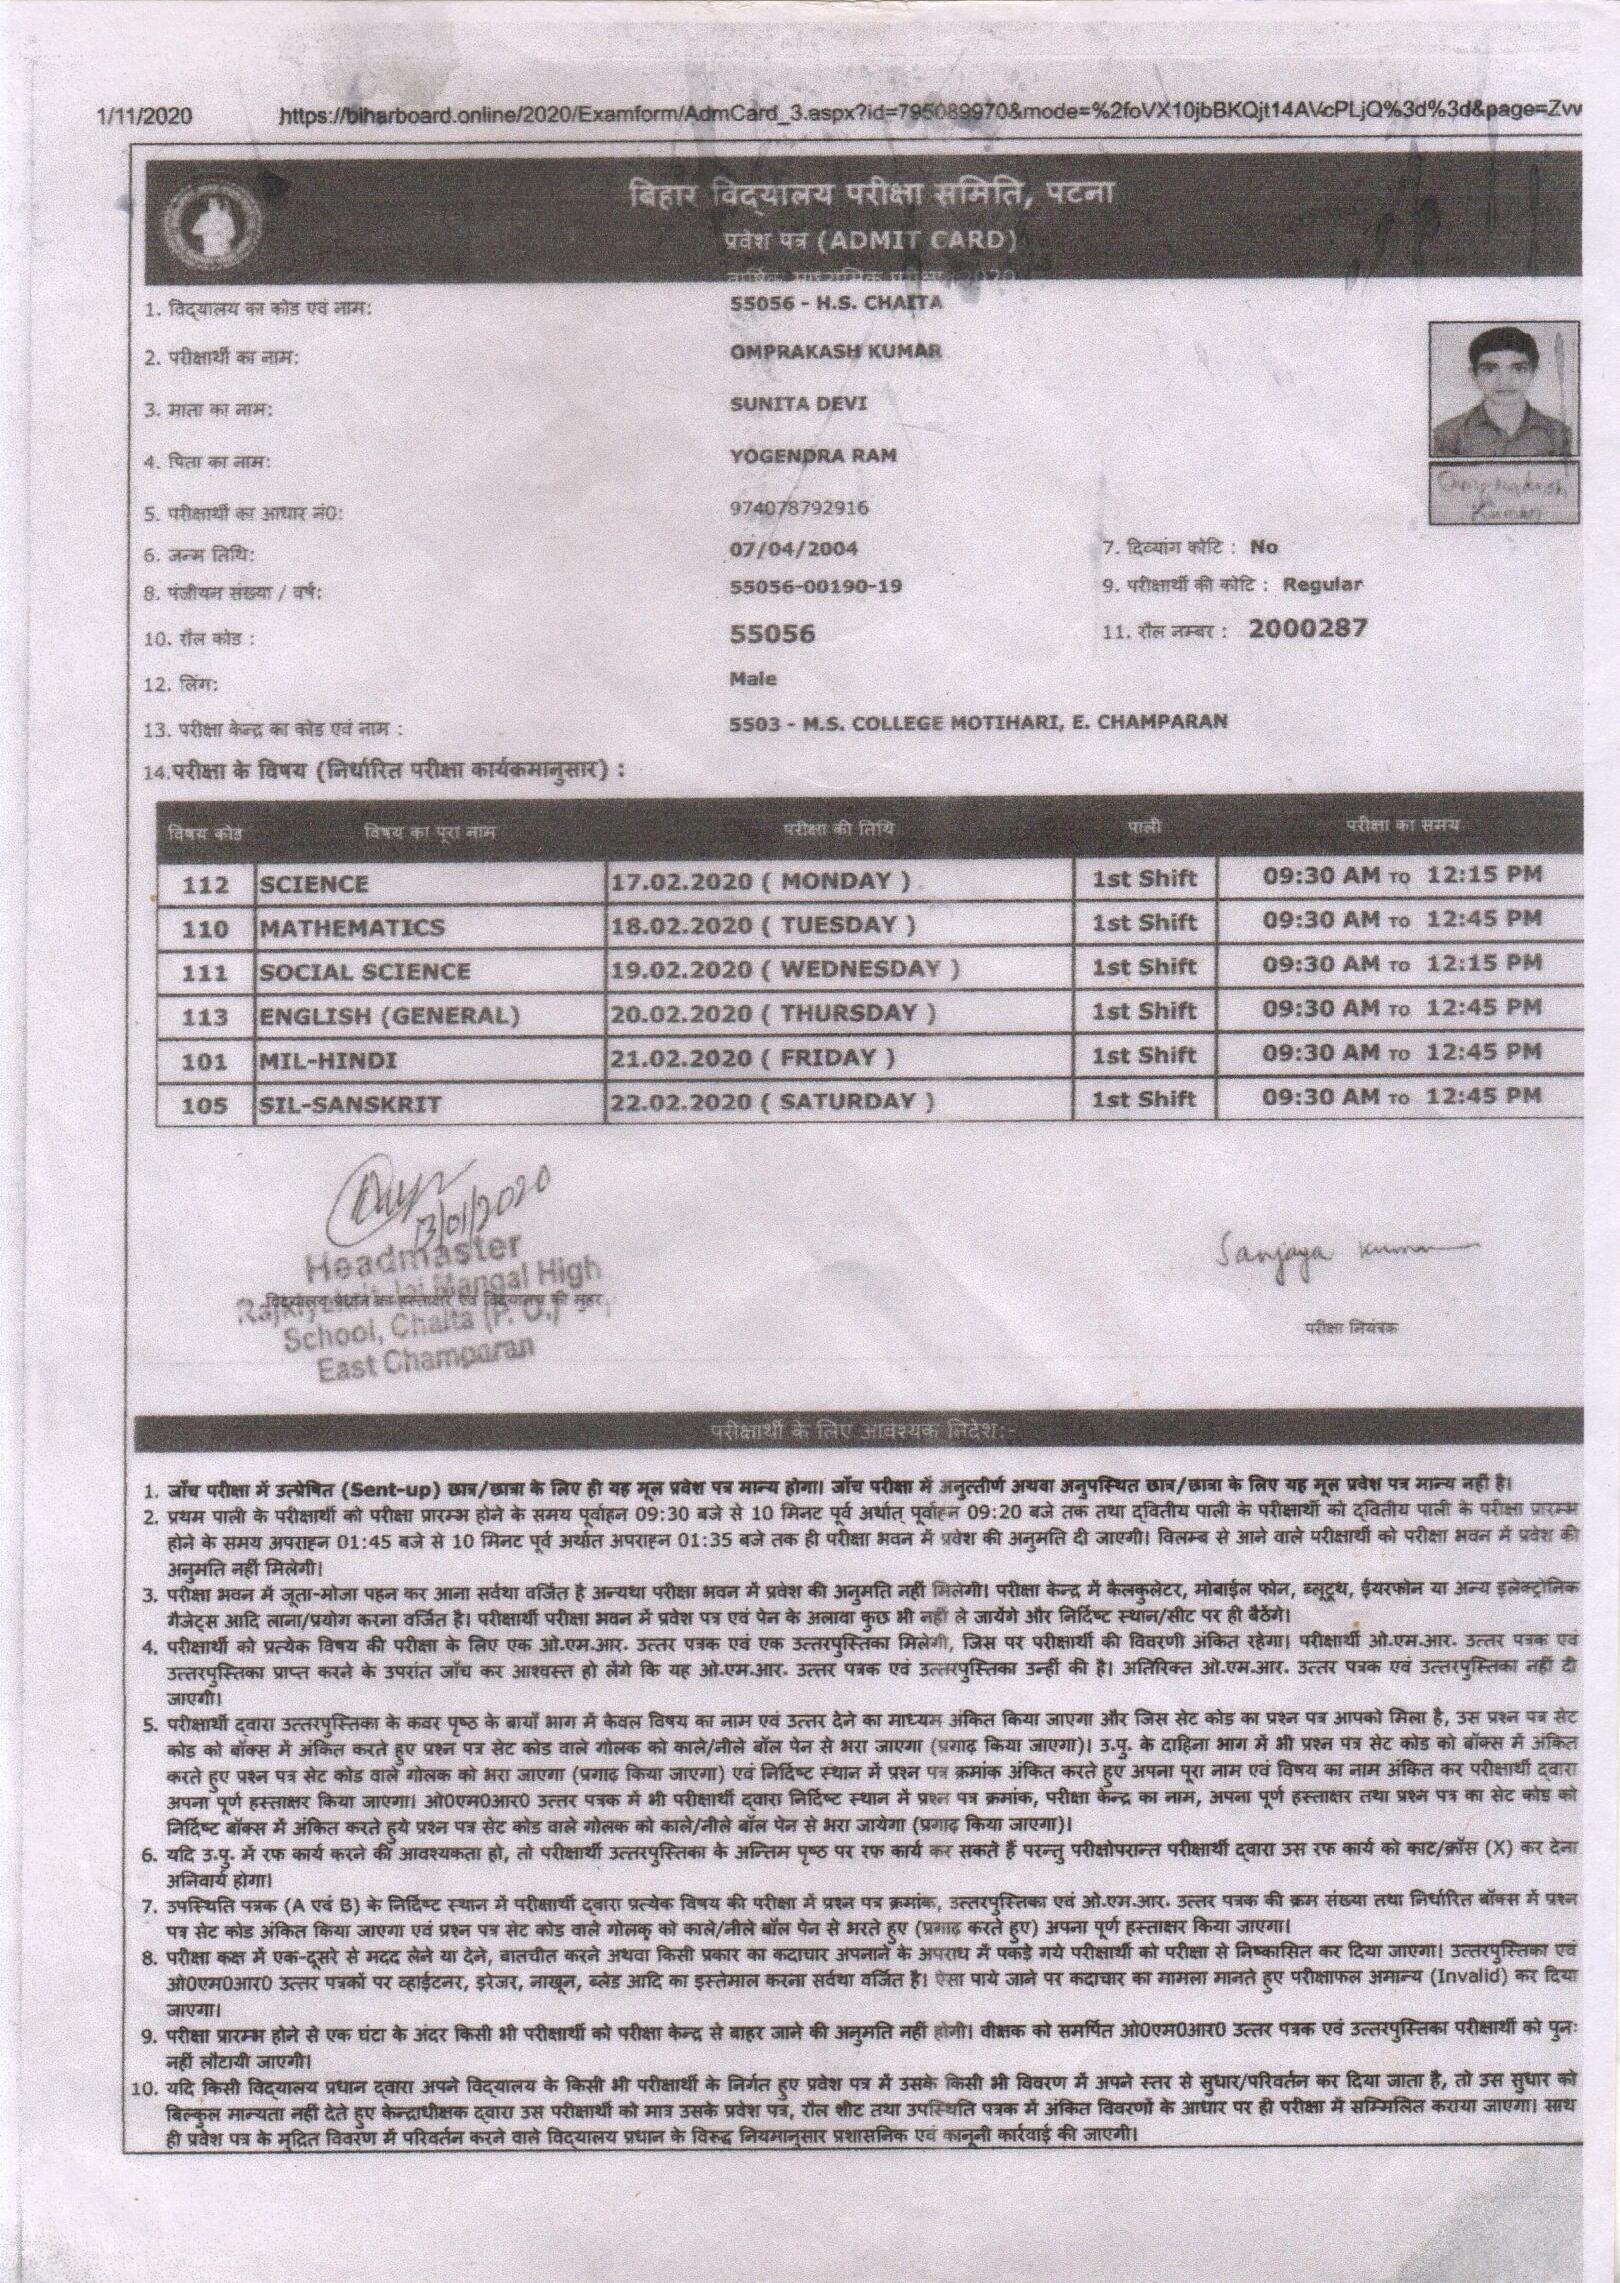 1/11/2020 https://biharboard.online/2020/Examform/AdmCard_3.aspx?id=795089970&mode=%2foVX10jbBKQjt14AVcPLjQ%3d%3d&page=Zvv
बिहार विद्यालय परीक्षा समिति, पटना
प्रवेश पत्र (ADMIT CARD)
वार्षिक माध्यमिक परीक्षा, 2020
1. विद्यालय का कोड एवं नाम: 55056 - H.S. CHAITA
2. परीक्षार्थी का नाम: OMPRAKASH KUMAR
3. माता का नाम: SUNITA DEVI
4. पिता का नाम: YOGENDRA RAM
Omprakash
Kumar
5. परीक्षार्थी का आधार नं0: 974078792916
6. जन्म तिथि: 07/04/2004 7. दिव्यांग कोटि : No
8. पंजीयन संख्या / वर्ष: 55056-00190-19 9. परीक्षार्थी की कोटि : Regular
10. रौल कोड : 55056 11. रौल नम्बर : 2000287
12. लिंग: Male
13. परीक्षा केन्द्र का कोड एवं नाम : 5503 - M.S. COLLEGE MOTIHARI, E. CHAMPARAN
14.परीक्षा के विषय (निर्धारित परीक्षा कार्यक्रमानुसार) :
विषय कोड विषय का पूरा नाम परीक्षा की तिथि पाली परीक्षा का समय
112 SCIENCE 17.02.2020 ( MONDAY ) 1st Shift 09:30 AM TO 12:15 PM
110 MATHEMATICS 18.02.2020 ( TUESDAY ) 1st Shift 09:30 AM TO 12:45 PM
111 SOCIAL SCIENCE 19.02.2020 ( WEDNESDAY ) 1st Shift 09:30 AM TO 12:15 PM
113 ENGLISH (GENERAL) 20.02.2020 ( THURSDAY ) 1st Shift 09:30 AM TO 12:45 PM
101 MIL-HINDI 21.02.2020 ( FRIDAY ) 1st Shift 09:30 AM TO 12:45 PM
105 SIL-SANSKRIT 22.02.2020 ( SATURDAY ) 1st Shift 09:30 AM TO 12:45 PM
13/01/2020
Headmaster
Mangal High
विद्यालय प्रधान का हस्ताक्षर एवं विद्यालय की मुहर
School, Chaita (P. O.)
East Champaran
Sanjaya Kumar
परीक्षा नियंत्रक
परीक्षार्थी के लिए आवश्यक निदेश:-
1. जाँच परीक्षा में उत्प्रेषित (Sent-up) छात्र/छात्रा के लिए ही यह मूल प्रवेश पत्र मान्य होगा। जाँच परीक्षा में अनुत्तीर्ण अथवा अनुपस्थित छात्र/छात्रा के लिए यह मूल प्रवेश पत्र मान्य नहीं है।
2. प्रथम पाली के परीक्षार्थी को परीक्षा प्रारम्भ होने के समय पूर्वाहन 09:30 बजे से 10 मिनट पूर्व अर्थात् पूर्वाहन 09:20 बजे तक तथा द्वितीय पाली के परीक्षार्थी को द्वितीय पाली के परीक्षा प्रारम्भ
होने के समय अपराहन 01:45 बजे से 10 मिनट पूर्व अर्थात अपराहन 01:35 बजे तक ही परीक्षा भवन में प्रवेश की अनुमति दी जाएगी। विलम्ब से आने वाले परीक्षार्थी को परीक्षा भवन में प्रवेश की
अनुमति नहीं मिलेगी।
3. परीक्षा भवन में जूता-मोजा पहन कर आना सर्वथा वर्जित है अन्यथा परीक्षा भवन में प्रवेश की अनुमति नहीं मिलेगी। परीक्षा केन्द्र में कैलकुलेटर, मोबाईल फोन, ब्लूटूथ, ईयरफोन या अन्य इलेक्ट्रोनिक
गैजेट्स आदि लाना/प्रयोग करना वर्जित है। परीक्षार्थी परीक्षा भवन में प्रवेश पत्र एवं पेन के अलावा कुछ भी नहीं ले जायेंगे और निर्दिष्ट स्थान/सीट पर ही बैठेंगे।
4. परीक्षार्थी को प्रत्येक विषय की परीक्षा के लिए एक ओ.एम.आर. उत्तर पत्रक एवं एक उत्तरपुस्तिका मिलेगी, जिस पर परीक्षार्थी की विवरणी अंकित रहेगा। परीक्षार्थी ओ.एम.आर. उत्तर पत्रक एवं
उत्तरपुस्तिका प्राप्त करने के उपरांत जाँच कर आश्वस्त हो लेंगे कि यह ओ.एम.आर. उत्तर पत्रक एवं उत्तरपुस्तिका उन्हीं की है। अतिरिक्त ओ.एम.आर. उत्तर पत्रक एवं उत्तरपुस्तिका नहीं दी
जाएगी।
5. परीक्षार्थी द्वारा उत्तरपुस्तिका के कवर पृष्ठ के बायाँ भाग में केवल विषय का नाम एवं उत्तर देने का माध्यम अंकित किया जाएगा और जिस सेट कोड का प्रश्न पत्र आपको मिला है, उस प्रश्न पत्र सेट
कोड को बॉक्स में अंकित करते हुए प्रश्न पत्र सेट कोड वाले गोलक को काले/नीले बॉल पेन से भरा जाएगा (प्रगाढ़ किया जाएगा)। उ.पु. के दाहिना भाग में भी प्रश्न पत्र सेट कोड को बॉक्स में अंकित
करते हुए प्रश्न पत्र सेट कोड वाले गोलक को भरा जाएगा (प्रगाढ़ किया जाएगा) एवं निर्दिष्ट स्थान में प्रश्न पत्र क्रमांक अंकित करते हुए अपना पूरा नाम एवं विषय का नाम अंकित कर परीक्षार्थी द्वारा
अपना पूर्ण हस्ताक्षर किया जाएगा। ओ0एम0आर0 उत्तर पत्रक में भी परीक्षार्थी द्वारा निर्दिष्ट स्थान में प्रश्न पत्र क्रमांक, परीक्षा केन्द्र का नाम, अपना पूर्ण हस्ताक्षर तथा प्रश्न पत्र का सेट कोड को
निर्दिष्ट बॉक्स में अंकित करते हुये प्रश्न पत्र सेट कोड वाले गोलक को काले/नीले बॉल पेन से भरा जायेगा (प्रगाढ़ किया जाएगा)।
6. यदि उ.पु. में रफ कार्य करने की आवश्यकता हो, तो परीक्षार्थी उत्तरपुस्तिका के अन्तिम पृष्ठ पर रफ कार्य कर सकते हैं परन्तु परीक्षोपरान्त परीक्षार्थी द्वारा उस रफ कार्य को काट/क्रॉस (X) कर देना
अनिवार्य होगा।
7. उपस्थिति पत्रक (A एवं B) के निर्दिष्ट स्थान में परीक्षार्थी द्वारा प्रत्येक विषय की परीक्षा में प्रश्न पत्र क्रमांक, उत्तरपुस्तिका एवं ओ.एम.आर. उत्तर पत्रक की क्रम संख्या तथा निर्धारित बॉक्स में प्रश्न
पत्र सेट कोड अंकित किया जाएगा एवं प्रश्न पत्र सेट कोड वाले गोलक को काले/नीले बॉल पेन से भरते हुए (प्रगाढ़ करते हुए) अपना पूर्ण हस्ताक्षर किया जाएगा।
8. परीक्षा कक्ष में एक-दूसरे से मदद लेने या देने, बातचीत करने अथवा किसी प्रकार का कदाचार अपनाने के अपराध में पकड़े गये परीक्षार्थी को परीक्षा से निष्कासित कर दिया जाएगा। उत्तरपुस्तिका एवं
ओ0एम0आर0 उत्तर पत्रकों पर व्हाईटनर, इरेजर, नाखून, ब्लेड आदि का इस्तेमाल करना सर्वथा वर्जित है। ऐसा पाये जाने पर कदाचार का मामला मानते हुए परीक्षाफल अमान्य (Invalid) कर दिया
जाएगा।
9. परीक्षा प्रारम्भ होने से एक घंटा के अंदर किसी भी परीक्षार्थी को परीक्षा केन्द्र से बाहर जाने की अनुमति नहीं होगी। वीक्षक को समर्पित ओ0एम0आर0 उत्तर पत्रक एवं उत्तरपुस्तिका परीक्षार्थी को पुनः
नहीं लौटायी जाएगी।
10. यदि किसी विद्यालय प्रधान द्वारा अपने विद्यालय के किसी भी परीक्षार्थी के निर्गत हुए प्रवेश पत्र में उसके किसी भी विवरण में अपने स्तर से सुधार/परिवर्तन कर दिया जाता है, तो उस सुधार को
बिल्कुल मान्यता नहीं देते हुए केन्द्राधीक्षक द्वारा उस परीक्षार्थी को मात्र उसके प्रवेश पत्र, रौल शीट तथा उपस्थिति पत्रक में अंकित विवरणों के आधार पर ही परीक्षा में सम्मिलित कराया जाएगा। साथ
ही प्रवेश पत्र के मुद्रित विवरण में परिवर्तन करने वाले विद्यालय प्रधान के विरुद्ध नियमानुसार प्रशासनिक एवं कानूनी कार्रवाई की जाएगी।